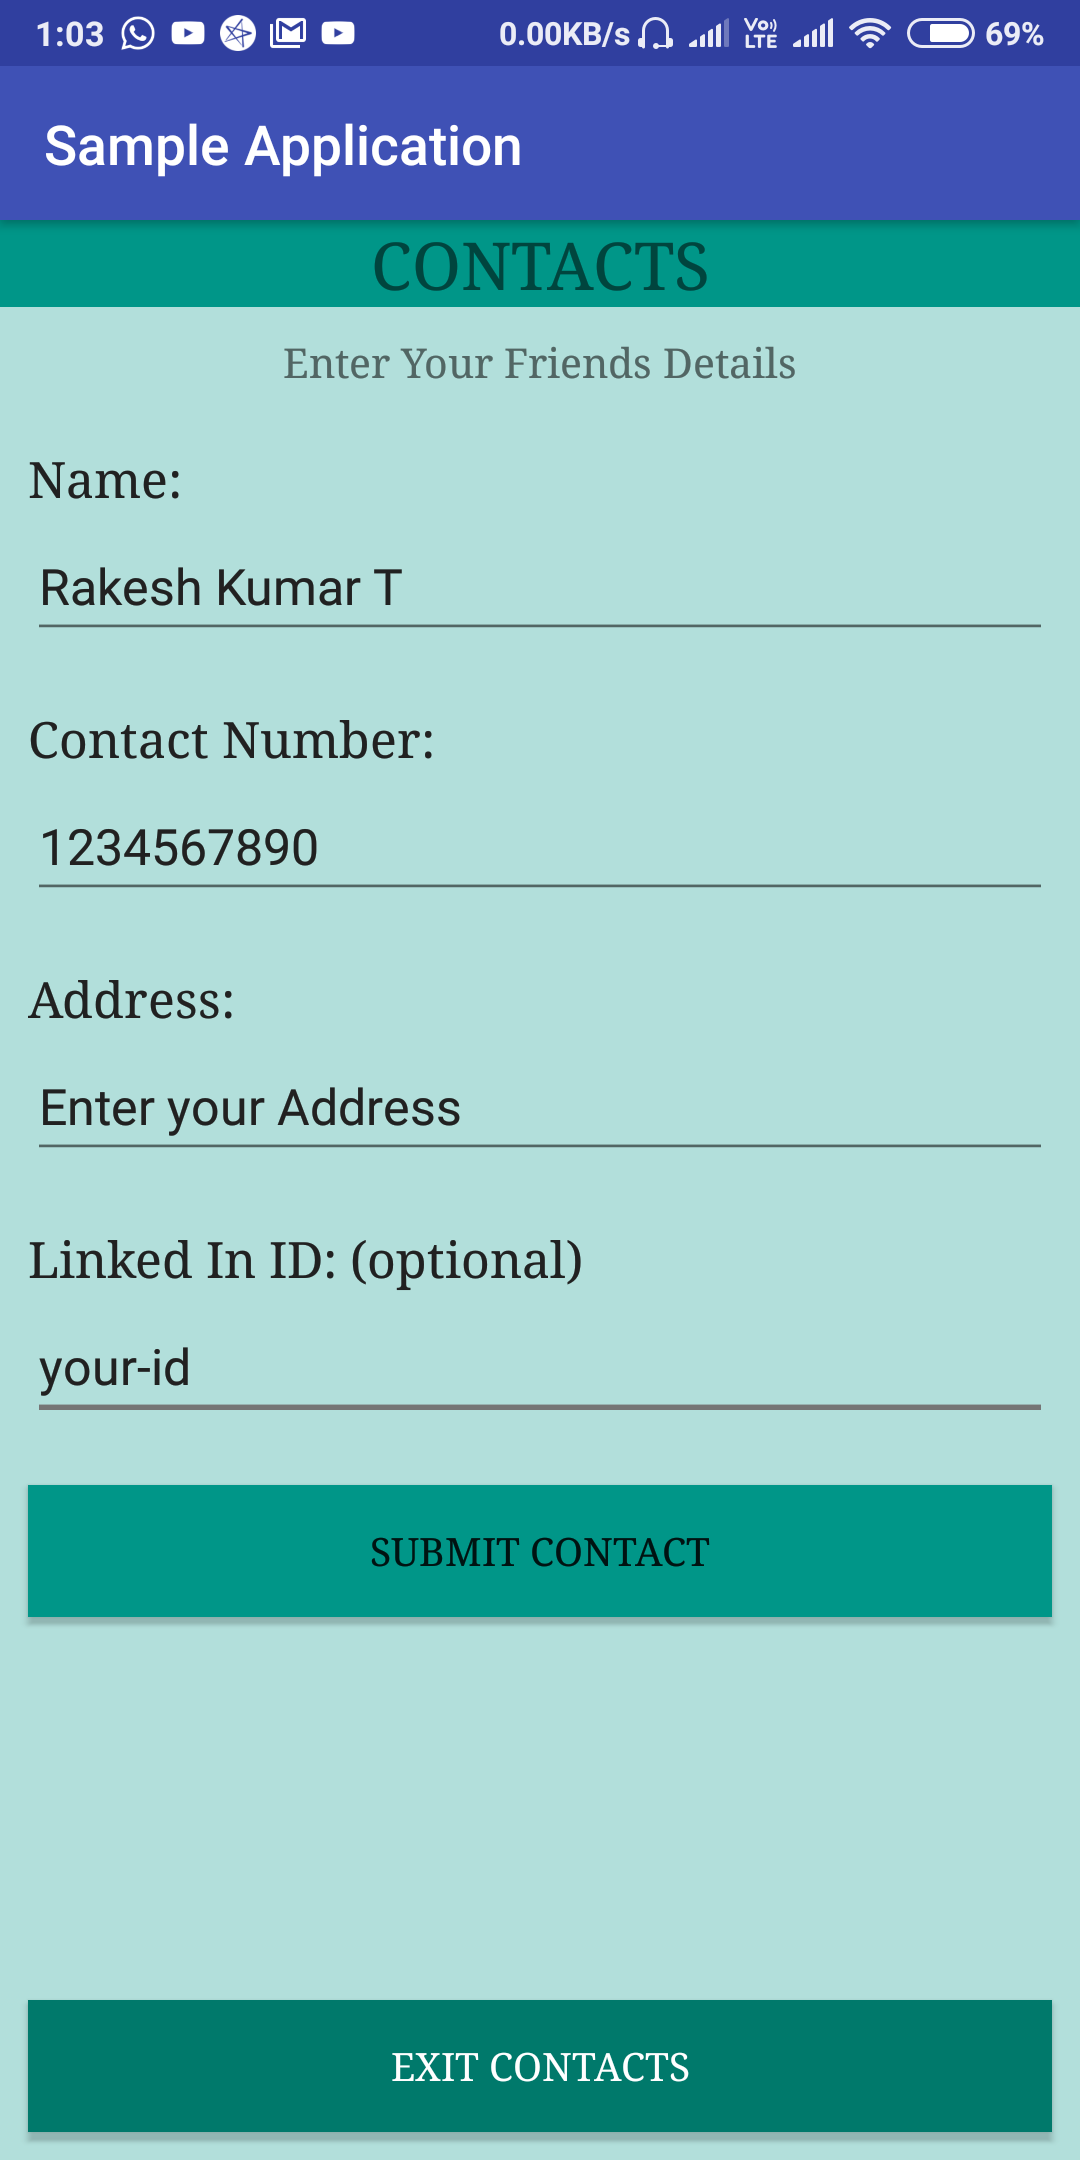 1:03 0.00KB/s Vo) LTE 69%
Sample Application
CONTACTS
Enter Your Friends Details
Name:
Rakesh Kumar T
Contact Number:
1234567890
Address:
Enter your Address
Linked In ID: (optional)
your-id
SUBMIT CONTACT
EXIT CONTACTS